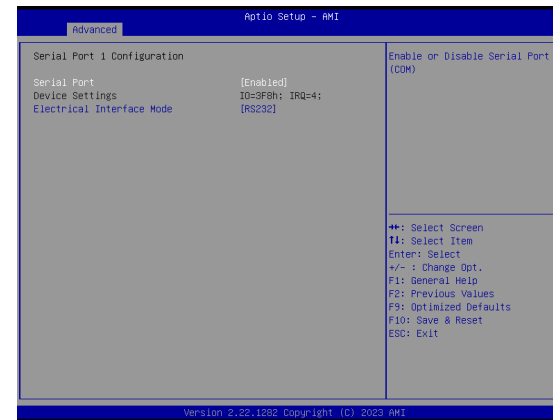 Aptio Setup - AMI
Advanced
Serial Port 1 Configuration
Serial Port [Enabled]
Device Settings IO=3F8h; IRQ=4;
Electrical Interface Mode [RS232]
Enable or Disable Serial Port
(COM)
→←: Select Screen
↑↓: Select Item
Enter: Select
+/- : Change Opt.
F1: General Help
F2: Previous Values
F9: Optimized Defaults
F10: Save & Reset
ESC: Exit
Version 2.22.1282 Copyright (C) 2023 AMI